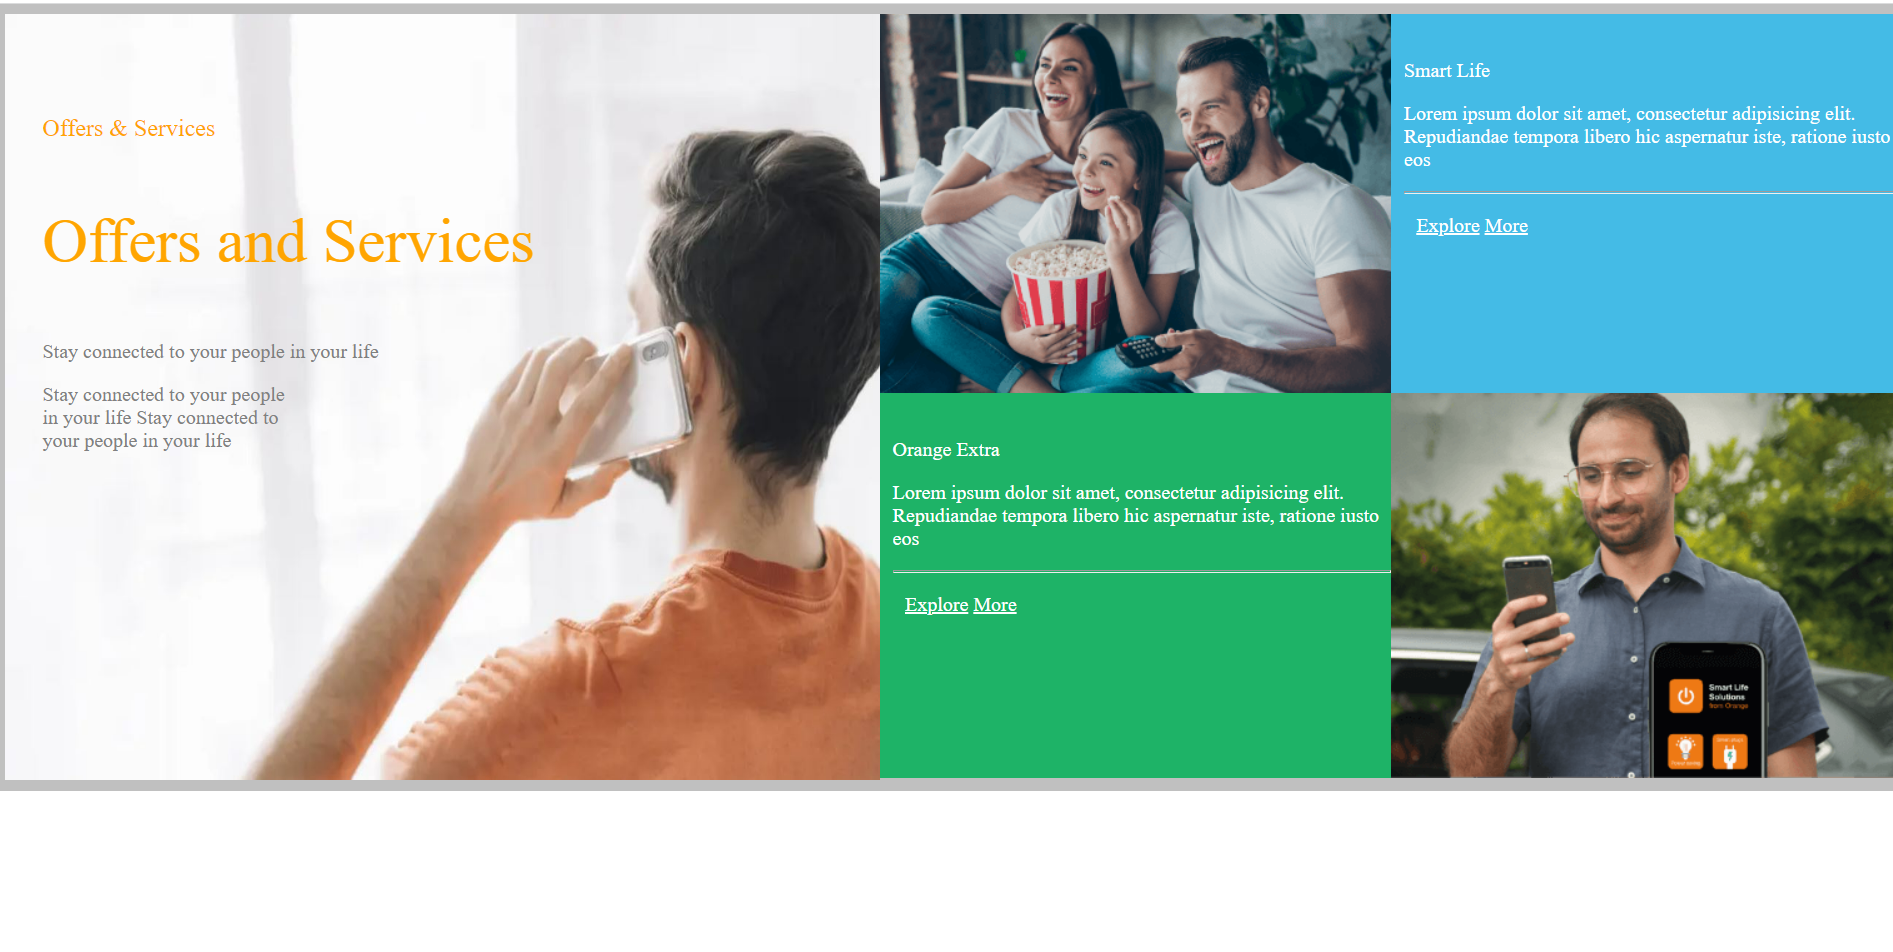 Offers & Services
Offers and Services
Stay connected to your people in your life
Stay connected to your people
in your life Stay connected to
your people in your life
Smart Life
Lorem ipsum dolor sit amet, consectetur adipisicing elit.
Repudiandae tempora libero hic aspernatur iste, ratione iusto
eos
Explore More
Orange Extra
Lorem ipsum dolor sit amet, consectetur adipisicing elit.
Repudiandae tempora libero hic aspernatur iste, ratione iusto
eos
Explore More
Smart Life
Solutions
from Orange